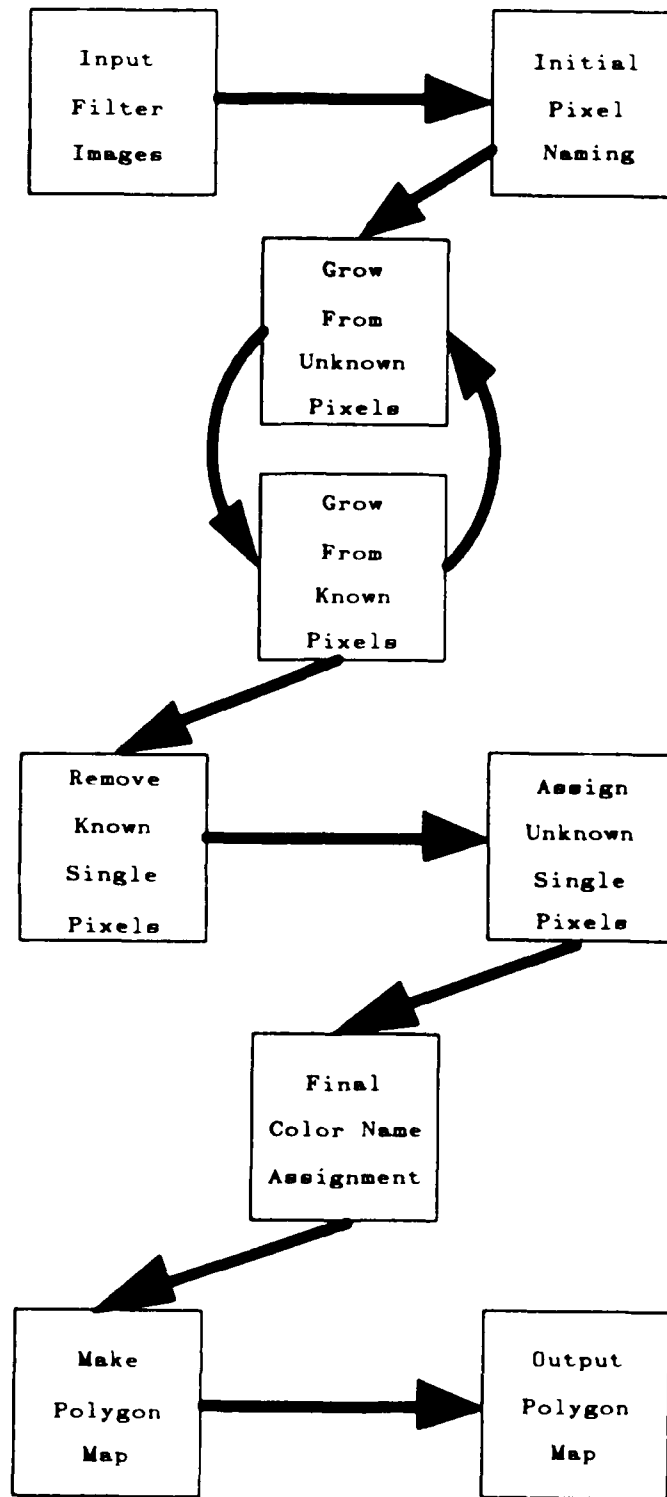 Input
Filter
Images
Initial
Pixel
Naming
Grow
From
Unknown
Pixels
Grow
From
Known
Pixels
Remove
Known
Single
Pixels
Assign
Unknown
Single
Pixels
Final
Color Name
Assignment
Make
Polygon
Map
Output
Polygon
Map